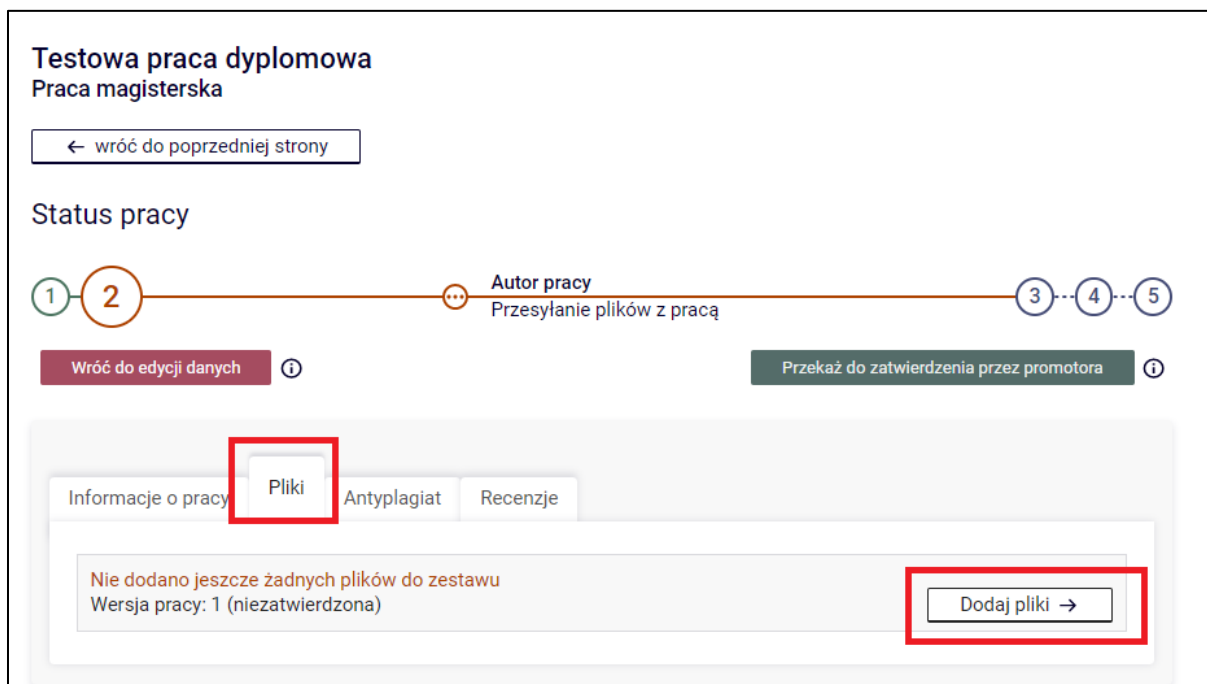 Testowa praca dyplomowa
Praca magisterska
← wróć do poprzedniej strony
Status pracy
1
2
Autor pracy
Przesyłanie plików z pracą
3
4
5
Wróć do edycji danych
Przekaż do zatwierdzenia przez promotora
Informacje o pracy
Pliki
Antyplagiat
Recenzje
Nie dodano jeszcze żadnych plików do zestawu
Wersja pracy: 1 (niezatwierdzona)
Dodaj pliki →